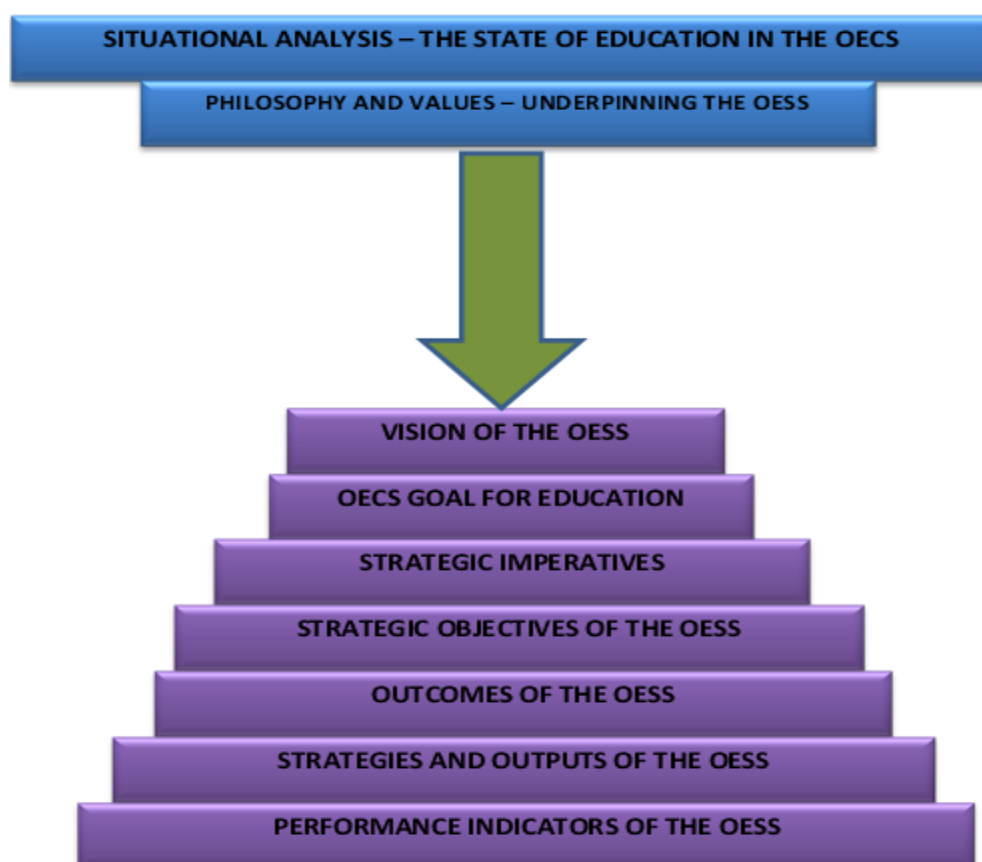 SITUATIONAL ANALYSIS – THE STATE OF EDUCATION IN THE OECS
PHILOSOPHY AND VALUES – UNDERPINNING THE OESS
VISION OF THE OESS
OECS GOAL FOR EDUCATION
STRATEGIC IMPERATIVES
STRATEGIC OBJECTIVES OF THE OESS
OUTCOMES OF THE OESS
STRATEGIES AND OUTPUTS OF THE OESS
PERFORMANCE INDICATORS OF THE OESS